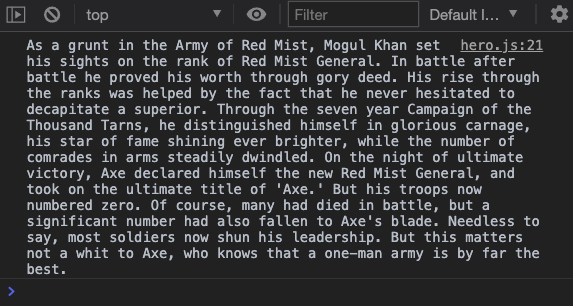 top
Filter
Default l... 
As a grunt in the Army of Red Mist, Mogul Khan set hero.js:21
his sights on the rank of Red Mist General. In battle after
battle he proved his worth through gory deed. His rise through
the ranks was helped by the fact that he never hesitated to
decapitate a superior. Through the seven year Campaign of the
Thousand Tarns, he distinguished himself in glorious carnage,
his star of fame shining ever brighter, while the number of
comrades in arms steadily dwindled. On the night of ultimate
victory, Axe declared himself the new Red Mist General, and
took on the ultimate title of 'Axe.' But his troops now
numbered zero. Of course, many had died in battle, but a
significant number had also fallen to Axe's blade. Needless to
say, most soldiers now shun his leadership. But this matters
not a whit to Axe, who knows that a one-man army is by far the
best.